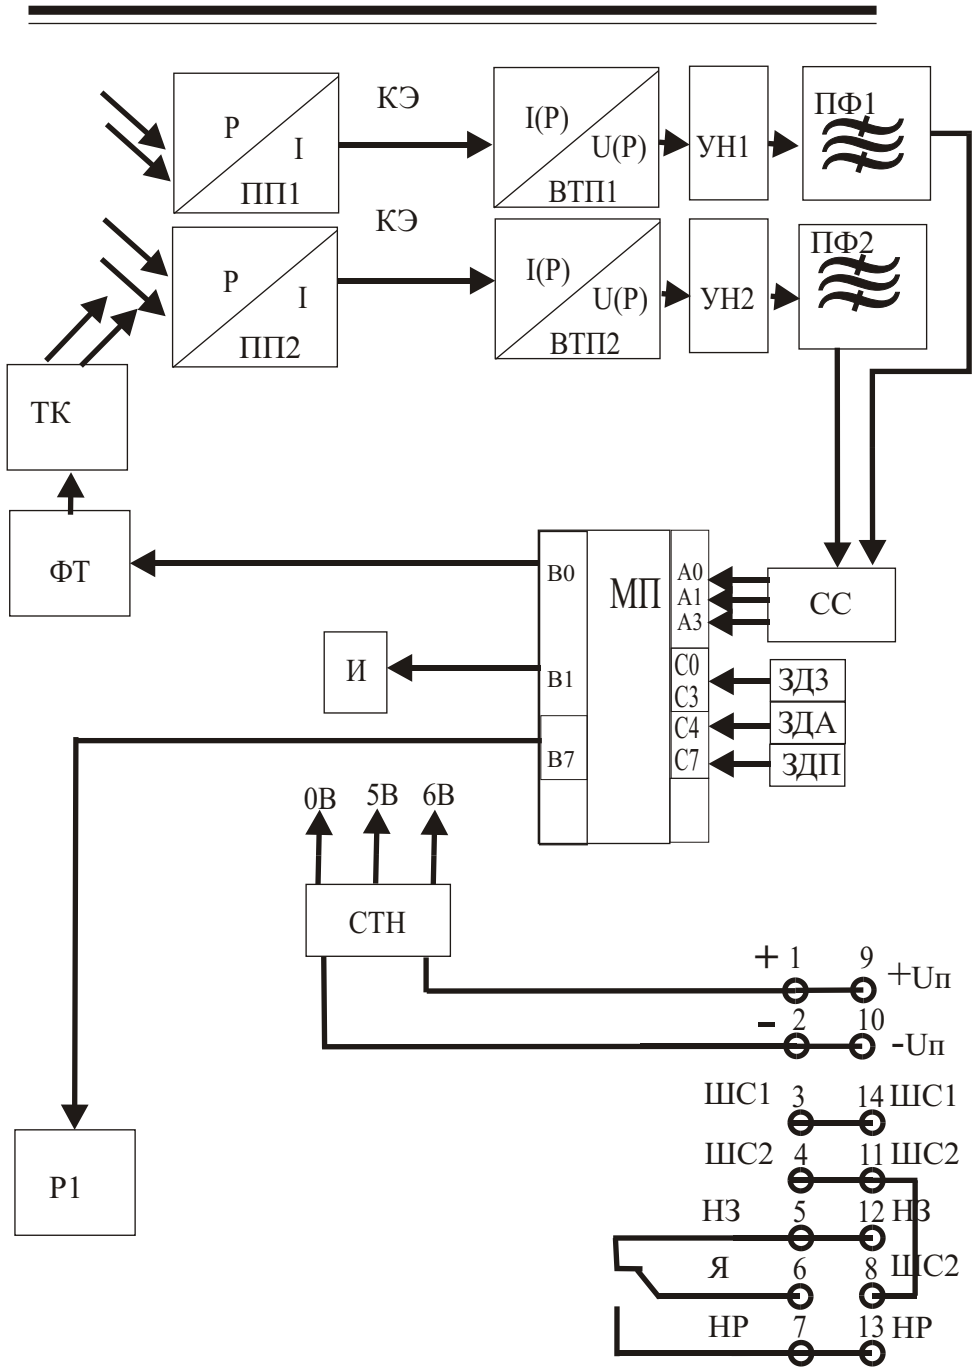 КЭ
P
I
ПП1
I(P)
U(P)
ВТП1
УН1
ПФ1
КЭ
P
I
ПП2
I(P)
U(P)
ВТП2
УН2
ПФ2
ТК
ФТ
В0
МП
А0
А1
А3
СС
И
В1
С0
С3
ЗДЗ
С4
ЗДА
В7
С7
ЗДП
0В 5В 6В
СТН
+ 1 9 +Uп
- 2 10 -Uп
ШС1 3 14 ШС1
ШС2 4 11 ШС2
Р1
НЗ 5 12 НЗ
Я 6 8 ШС2
НР 7 13 НР